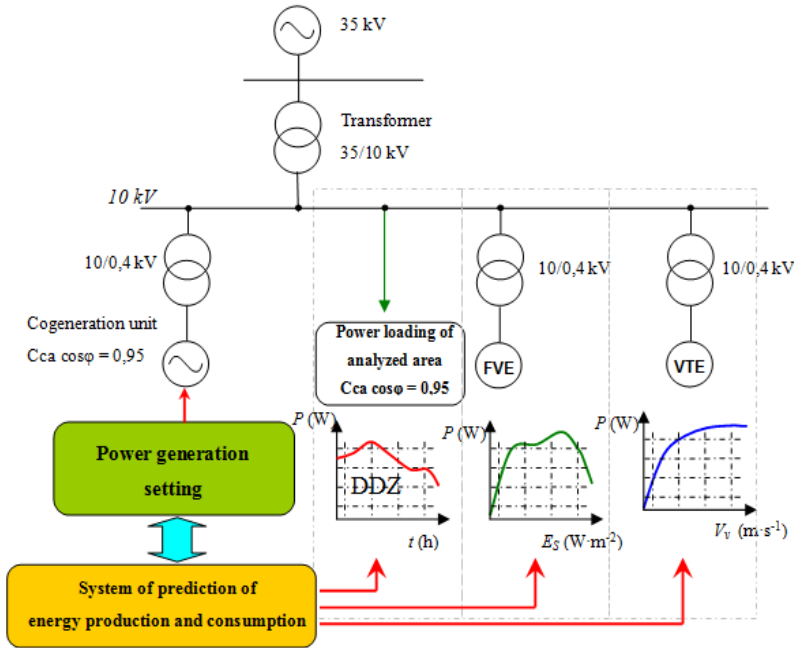 35 kV
Transformer
35/10 kV
10 kV
10/0,4 kV
10/0,4 kV
10/0,4 kV
Cogeneration unit
Cca cosφ = 0,95
Power loading of
analyzed area
Cca cosφ = 0,95
FVE
VTE
Power generation
setting
P (W)
DDZ
t (h)
P (W)
E_S (W·m⁻²)
P (W)
V_v (m·s⁻¹)
System of prediction of
energy production and consumption